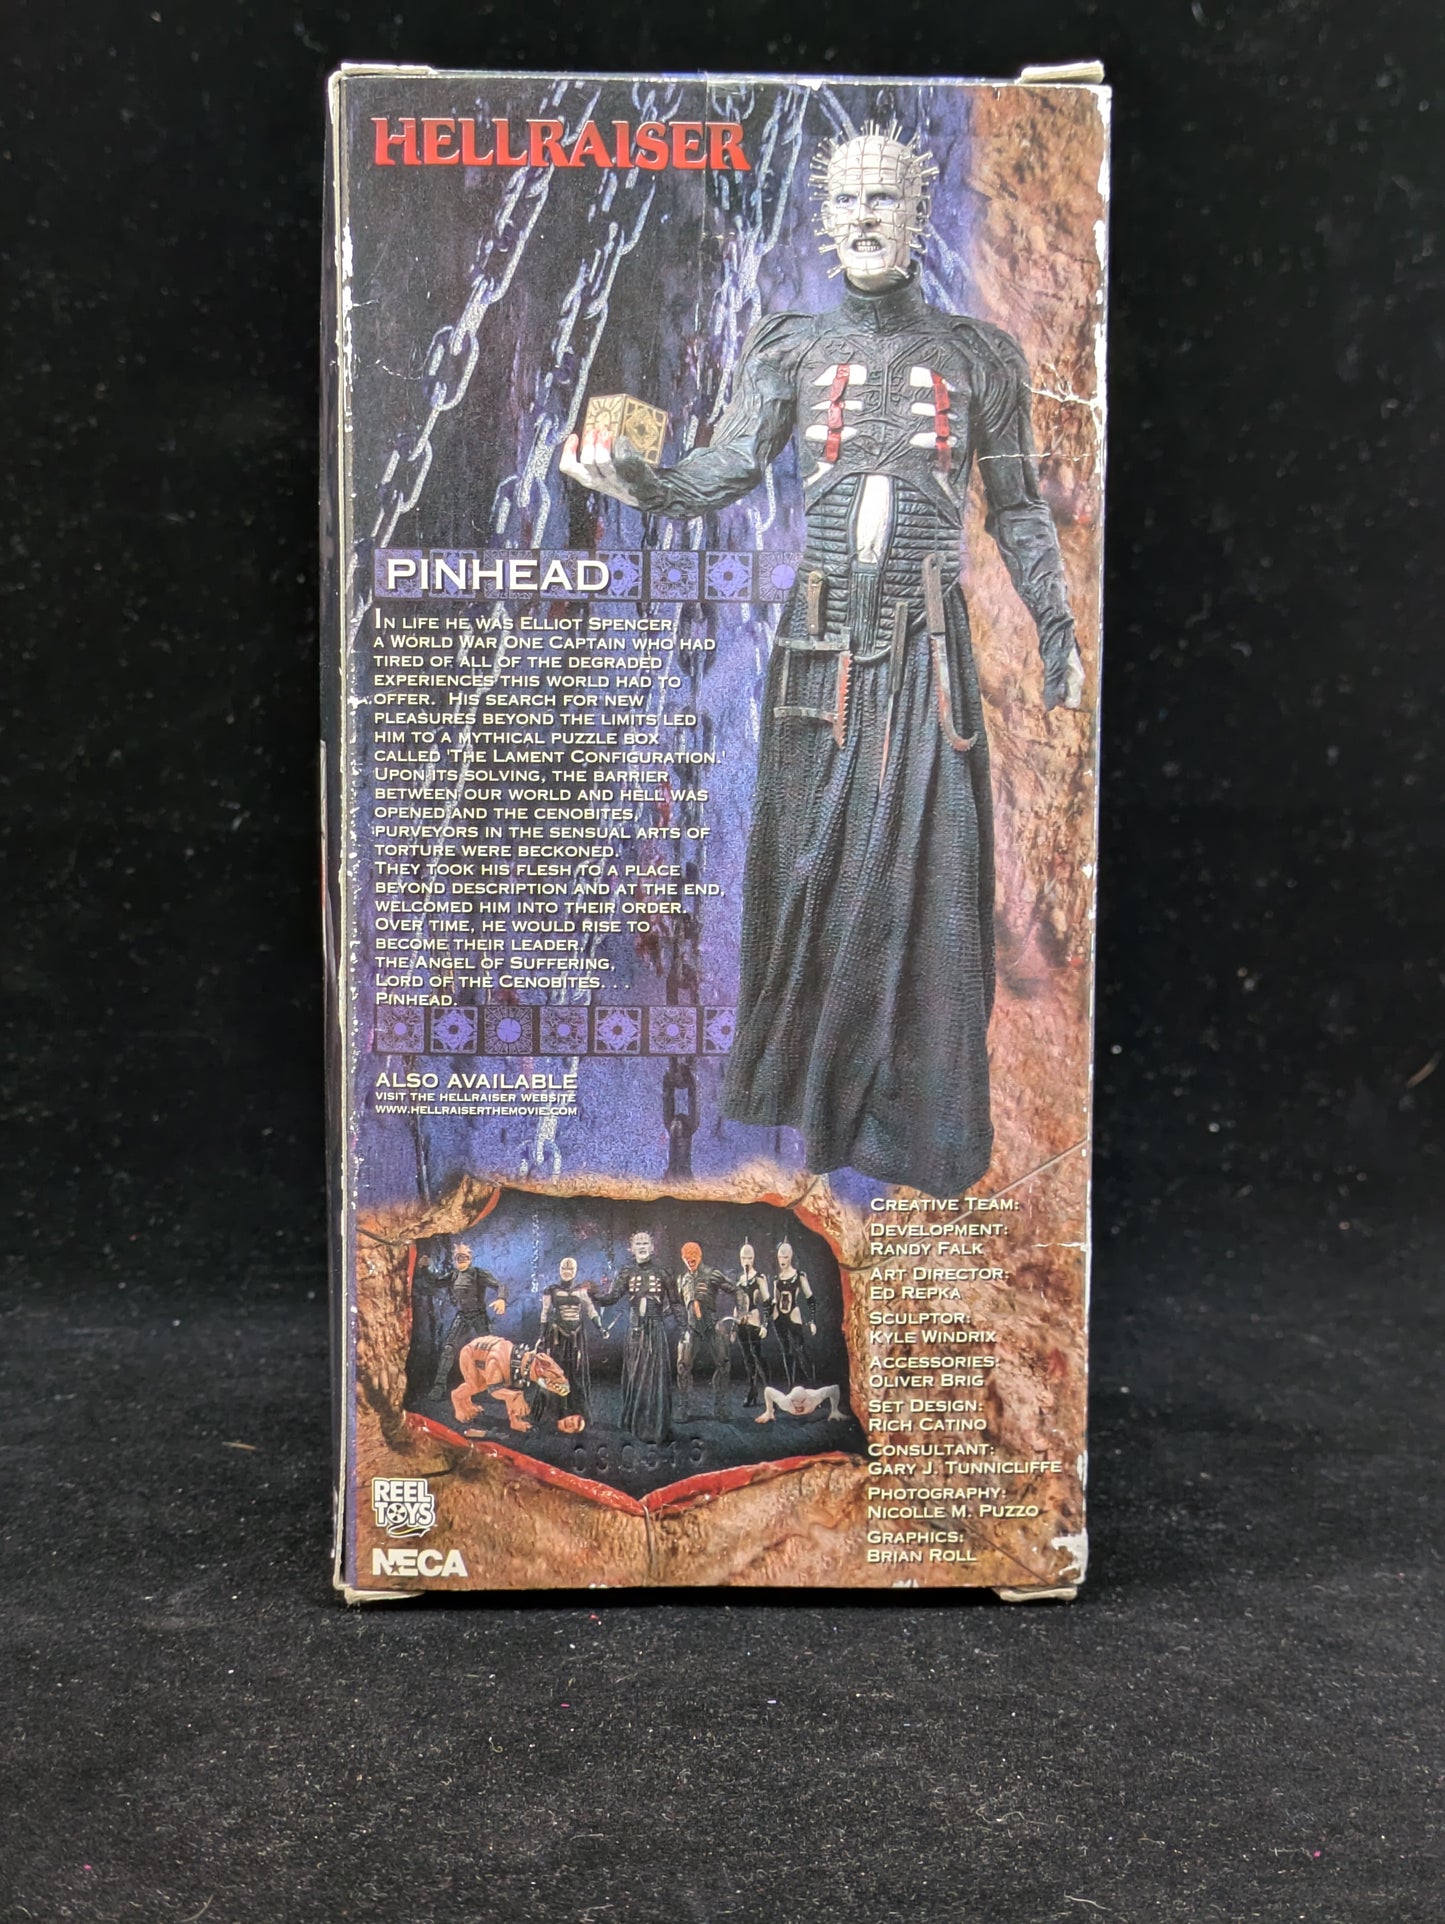 HELLRAISER
PINHEAD
In life he was Elliot Spencer,
a World War One Captain who had
tired of all of the degraded
experiences this world had to
offer. His search for new
pleasures beyond the limits led
him to a mythical puzzle box
called 'The Lament Configuration.'
Upon its solving, the barrier
between our world and hell was
opened and the cenobites,
purveyors in the sensual arts of
torture were beckoned.
They took his flesh to a place
beyond description and at the end,
welcomed him into their order.
Over time, he would rise to
become their leader,
the Angel of Suffering,
Lord of the Cenobites. . .
Pinhead.
ALSO AVAILABLE
VISIT THE HELLRAISER WEBSITE
WWW.HELLRAISERTHEMOVIE.COM
Creative Team:
Development:
Randy Falk
Art Director:
Ed Repka
Sculptor:
Kyle Windrix
Accessories:
Oliver Brig
Set Design:
Rich Catino
Consultant:
Gary J. Tunnicliffe
Photography:
Nicolle M. Puzzo
Graphics:
Brian Roll
030516
REEL
TOYS
NECA